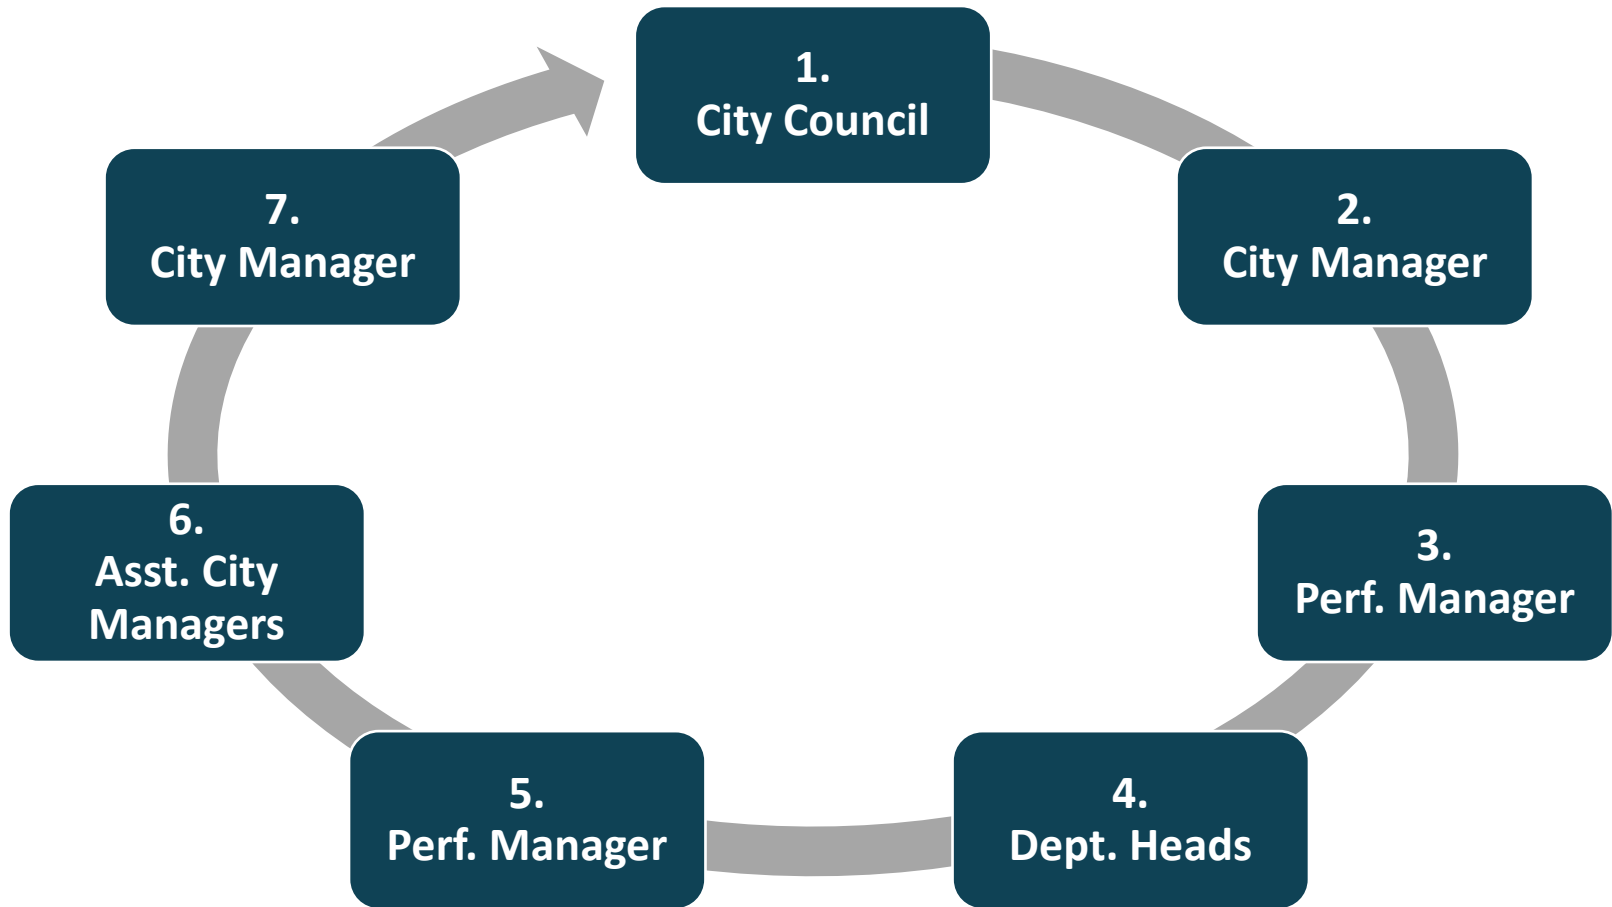 1.
City Council
2.
City Manager
3.
Perf. Manager
4.
Dept. Heads
5.
Perf. Manager
6.
Asst. City
Managers
7.
City Manager